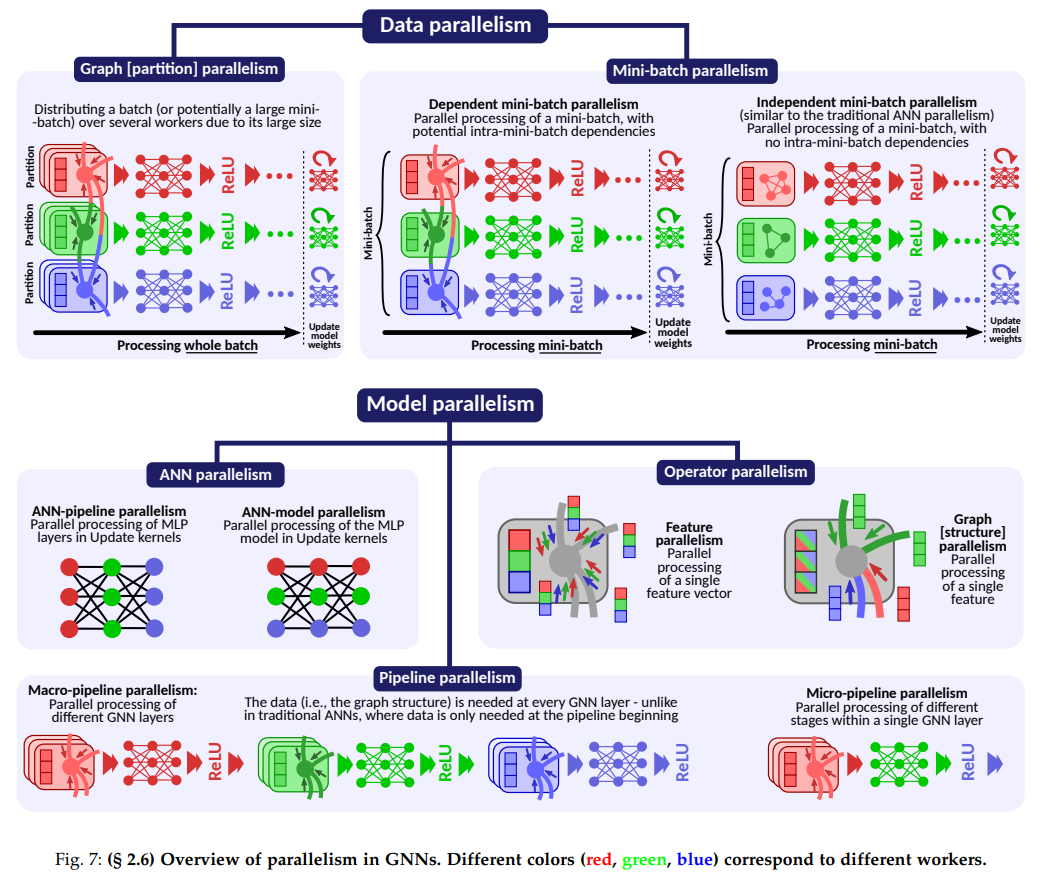 Data parallelism
Graph [partition] parallelism
Distributing a batch (or potentially a large mini-
-batch) over several workers due to its large size
Partition
Partition
Partition
ReLU
ReLU
ReLU
Processing whole batch
Update
model
weights
Mini-batch parallelism
Dependent mini-batch parallelism
Parallel processing of a mini-batch, with
potential intra-mini-batch dependencies
Mini-batch
ReLU
ReLU
ReLU
Processing mini-batch
Update
model
weights
Independent mini-batch parallelism
(similar to the traditional ANN parallelism)
Parallel processing of a mini-batch, with
no intra-mini-batch dependencies
Mini-batch
ReLU
ReLU
ReLU
Processing mini-batch
Update
model
weights
Model parallelism
ANN parallelism
ANN-pipeline parallelism
Parallel processing of MLP
layers in Update kernels
ANN-model parallelism
Parallel processing of the MLP
model in Update kernels
Operator parallelism
Feature
parallelism
Parallel
processing
of a single
feature vector
Graph
[structure]
parallelism
Parallel
processing
of a single
feature
Pipeline parallelism
Macro-pipeline parallelism:
Parallel processing of
different GNN layers
The data (i.e., the graph structure) is needed at every GNN layer - unlike
in traditional ANNs, where data is only needed at the pipeline beginning
Micro-pipeline parallelism
Parallel processing of different
stages within a single GNN layer
ReLU
ReLU
ReLU
ReLU
Fig. 7: (§ 2.6) Overview of parallelism in GNNs. Different colors (red, green, blue) correspond to different workers.